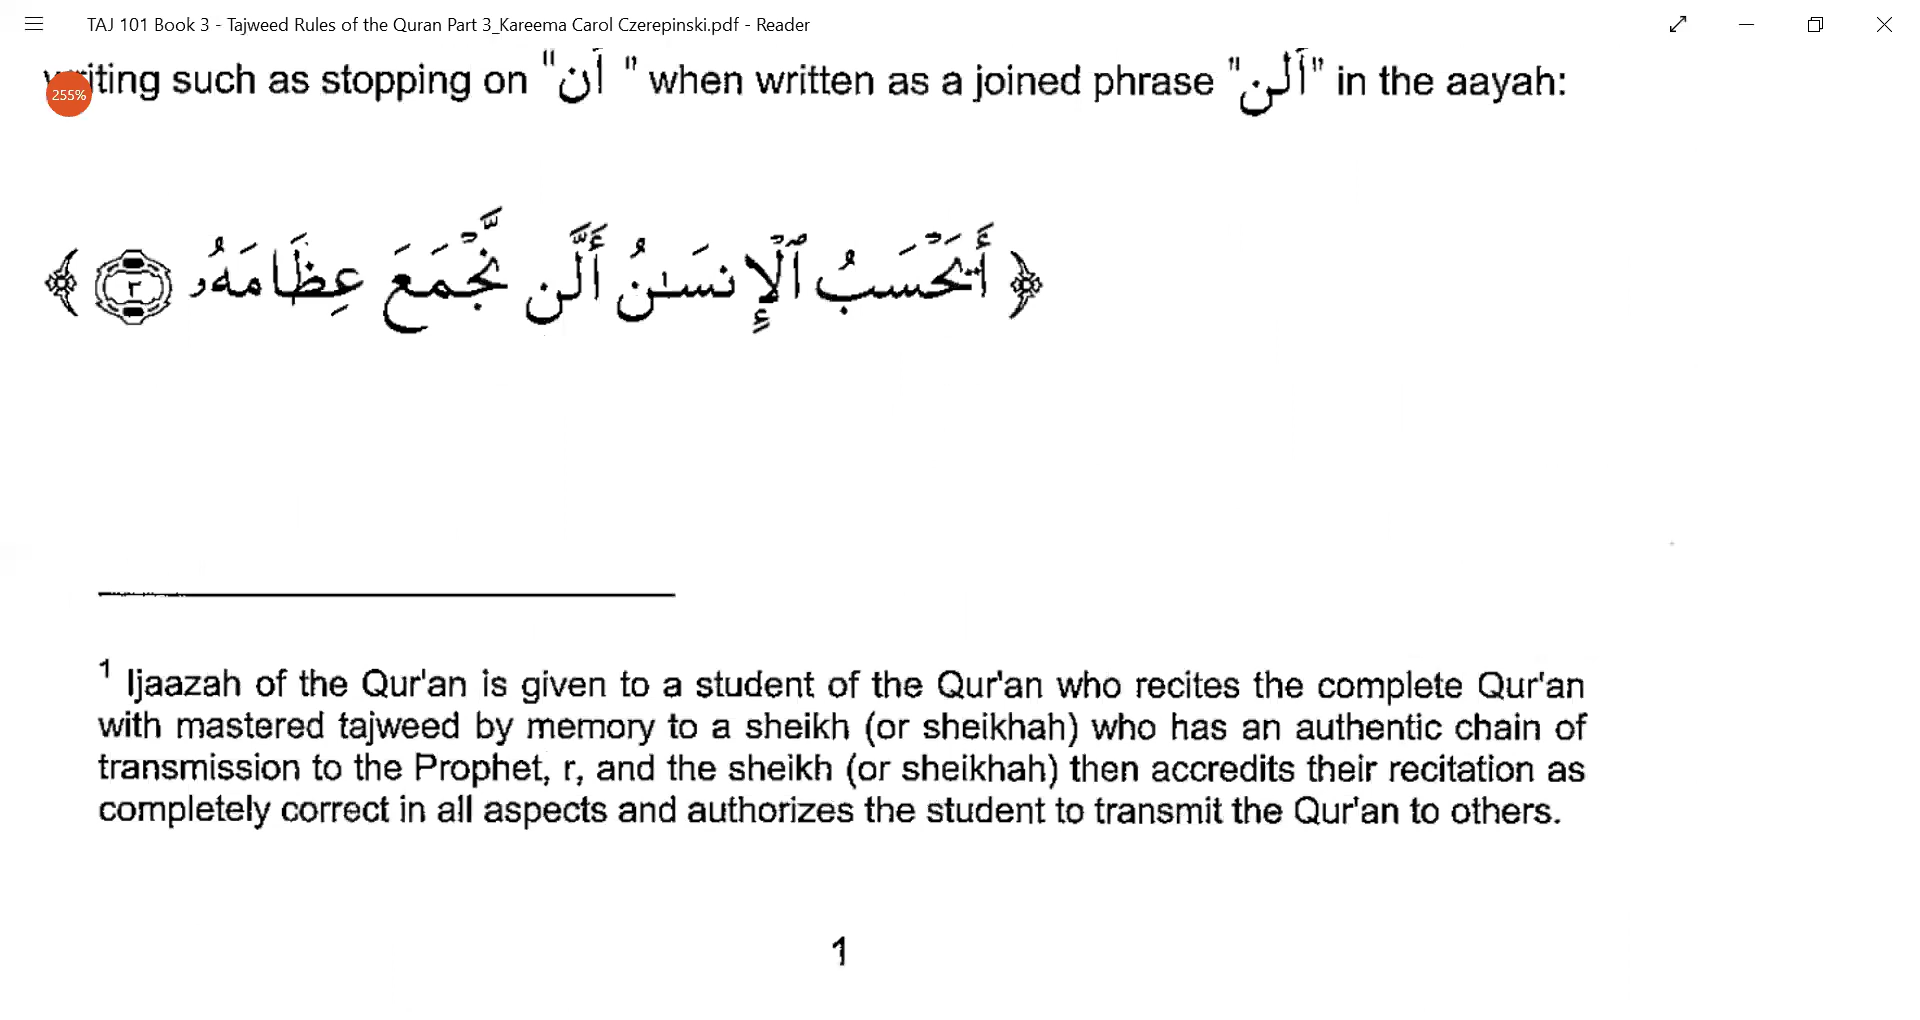 TAJ 101 Book 3 - Tajweed Rules of the Quran Part 3_Kareema Carol Czerepinski.pdf - Reader
writing such as stopping on "أن" when written as a joined phrase "ألن" in the aayah:
255%
﴿ أَيَحْسَبُ ٱلْإِنسَـٰنُ أَلَّن نَّجْمَعَ عِظَامَهُۥ ٣ ﴾
1 Ijaazah of the Qur'an is given to a student of the Qur'an who recites the complete Qur'an
with mastered tajweed by memory to a sheikh (or sheikhah) who has an authentic chain of
transmission to the Prophet, r, and the sheikh (or sheikhah) then accredits their recitation as
completely correct in all aspects and authorizes the student to transmit the Qur'an to others.
1